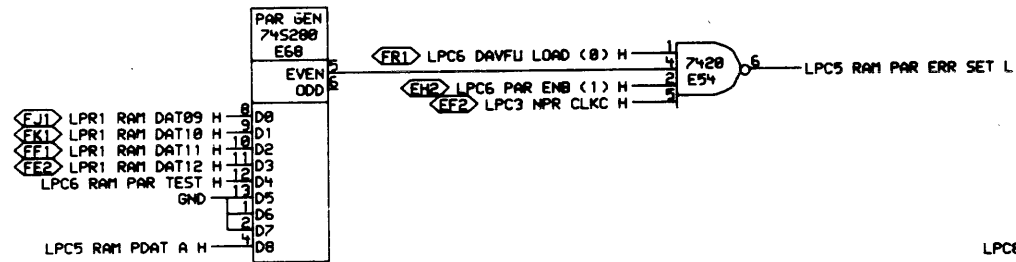 PAR GEN
74S280
E68
EVEN 5
ODD 6
FR1 LPC6 DAVFU LOAD (0) H 1
4
EH2 LPC6 PAR ENB (1) H 2
EF2 LPC3 NPR CLKC H
7420
E54
6 LPC5 RAM PAR ERR SET L
FJ1 LPR1 RAM DAT09 H 8 D0
FK1 LPR1 RAM DAT10 H 9 D1
FF1 LPR1 RAM DAT11 H 10 D2
FE2 LPR1 RAM DAT12 H 11 D3
LPC6 RAM PAR TEST H 12 D4
GND 13 D5
1 D6
2 D7
LPC5 RAM PDAT A H 4 D8
LPC8